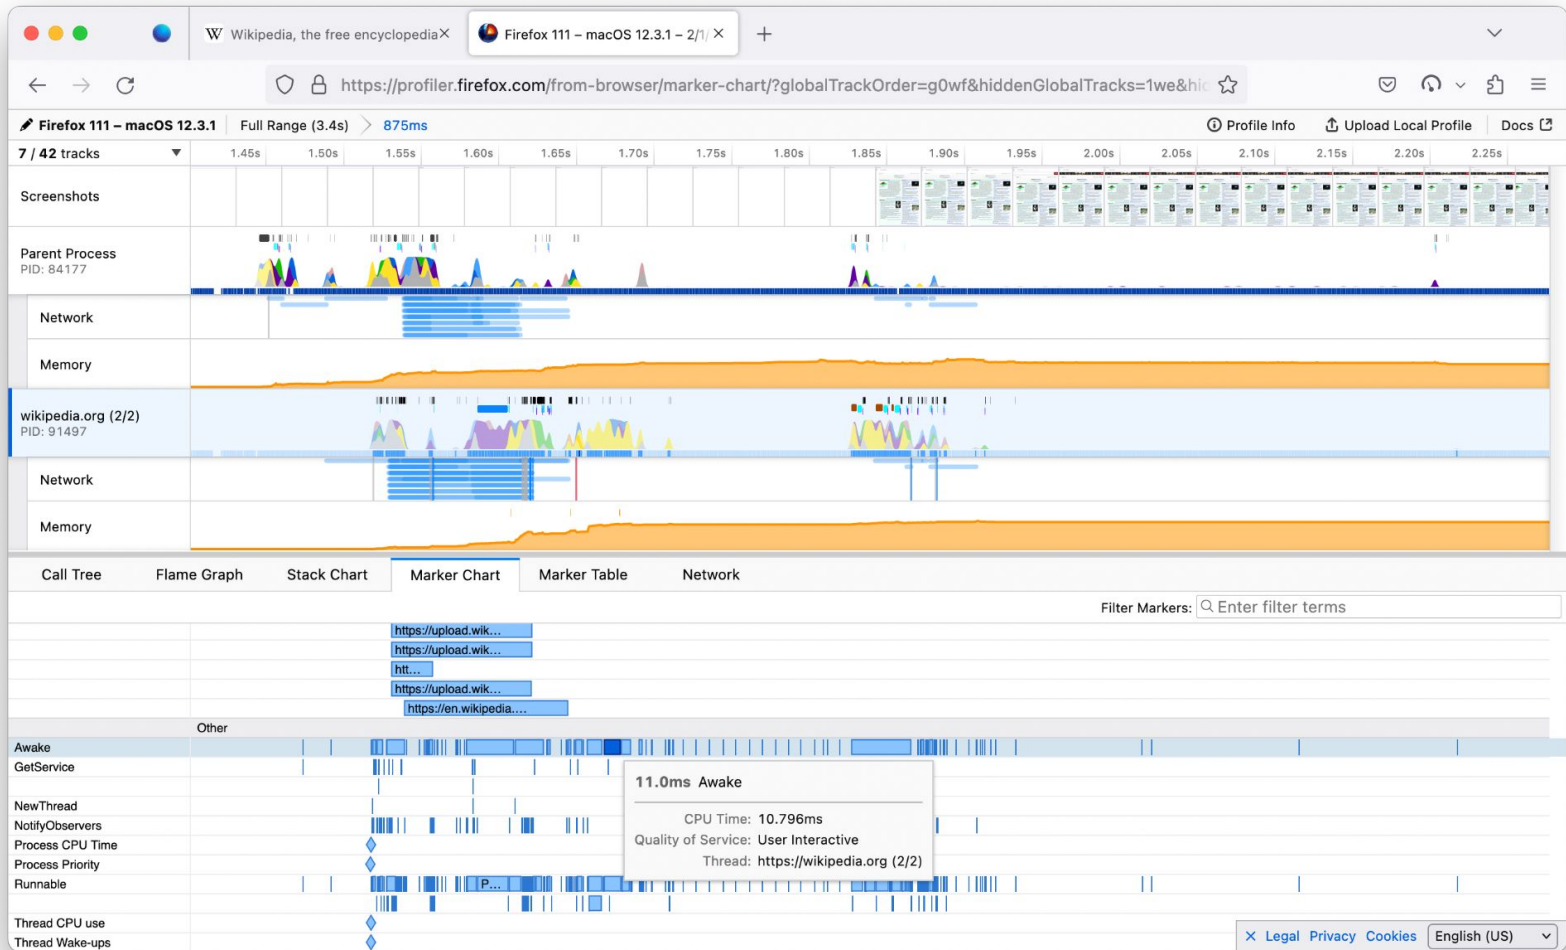 Wikipedia, the free encyclopedia
Firefox 111 – macOS 12.3.1 – 2/1/
https://profiler.firefox.com/from-browser/marker-chart/?globalTrackOrder=g0wf&hiddenGlobalTracks=1we&hid
Firefox 111 – macOS 12.3.1 Full Range (3.4s) 875ms Profile Info Upload Local Profile Docs
7 / 42 tracks 1.45s 1.50s 1.55s 1.60s 1.65s 1.70s 1.75s 1.80s 1.85s 1.90s 1.95s 2.00s 2.05s 2.10s 2.15s 2.20s 2.25s
Screenshots
Parent Process
PID: 84177
Network
Memory
wikipedia.org (2/2)
PID: 91497
Network
Memory
Call Tree Flame Graph Stack Chart Marker Chart Marker Table Network
Filter Markers: Enter filter terms
https://upload.wik...
https://upload.wik...
htt...
https://upload.wik...
https://en.wikipedia....
Other
Awake
GetService
11.0ms Awake
NewThread
CPU Time: 10.796ms
NotifyObservers
Quality of Service: User Interactive
Process CPU Time
Thread: https://wikipedia.org (2/2)
Process Priority
Runnable P...
Thread CPU use
Thread Wake-ups
Legal Privacy Cookies English (US)